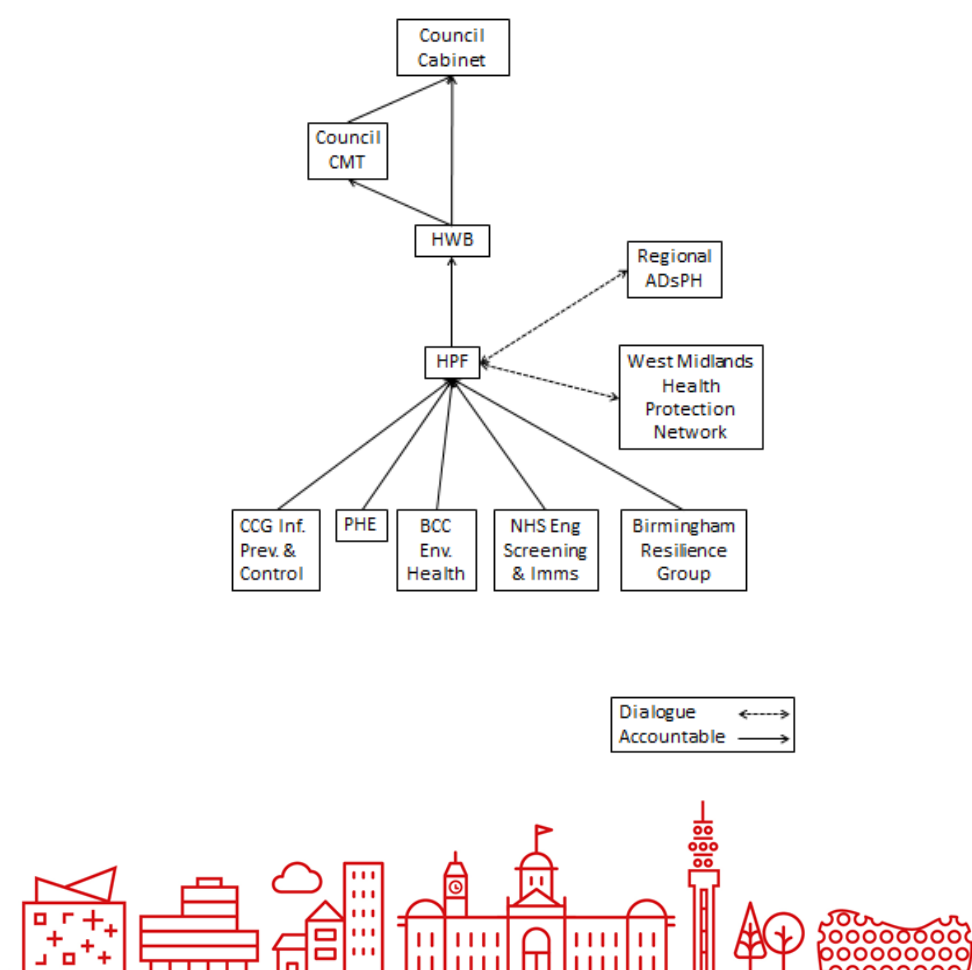 Council
Cabinet
Council
CMT
HWB
Regional
ADsPH
HPF
West Midlands
Health
Protection
Network
CCG Inf.
Prev. &
Control
PHE
BCC
Env.
Health
NHS Eng
Screening
& Imms
Birmingham
Resilience
Group
Dialogue
Accountable